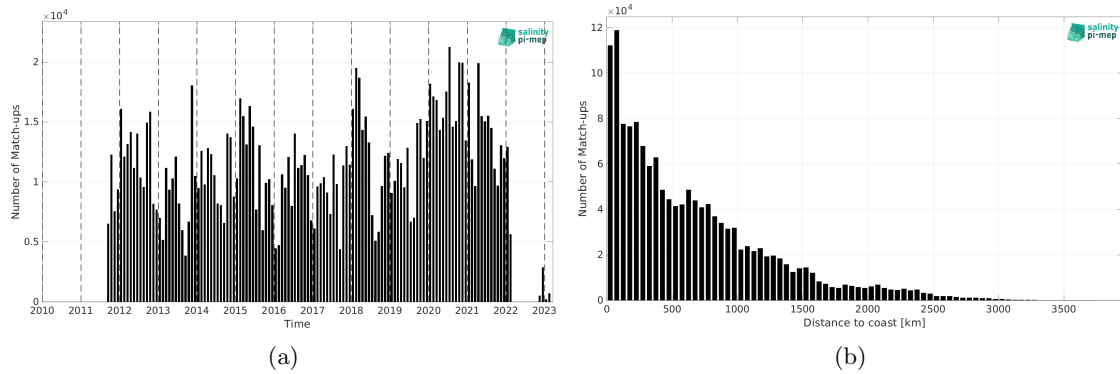 ×10⁴
salinity
pi-mep
Number of Match-ups
2
1.5
1
0.5
0
2010 2011 2012 2013 2014 2015 2016 2017 2018 2019 2020 2021 2022 2023
Time
(a)
×10⁴
salinity
pi-mep
Number of Match-ups
12
10
8
6
4
2
0
0 500 1000 1500 2000 2500 3000 3500
Distance to coast [km]
(b)